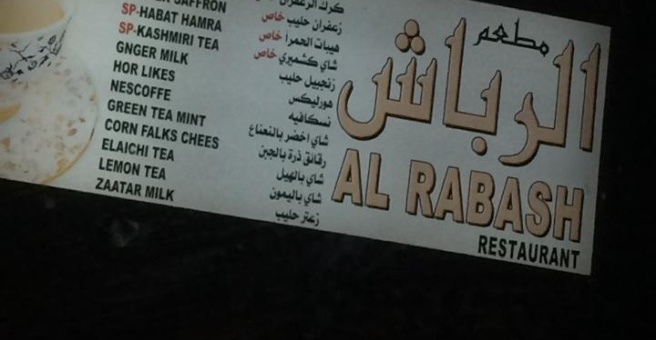 SAFFRON
SP-HABAT HAMRA
SP-KASHMIRI TEA
GNGER MILK
HOR LIKES
NESCOFFE
GREEN TEA MINT
CORN FALKS CHEES
ELAICHI TEA
LEMON TEA
ZAATAR MILK
كرك الزعفران
زعفران حليب خاص
هيبات الحمرا خاص
شاي كشميري خاص
زنجبيل حليب
هورليكس
نسكافيه
شاي اخضر بالنعناع
رقائق ذرة بالجبن
شاي بالهيل
شاي باليمون
زعتر حليب
مطعم
الرباش
AL RABASH
RESTAURANT